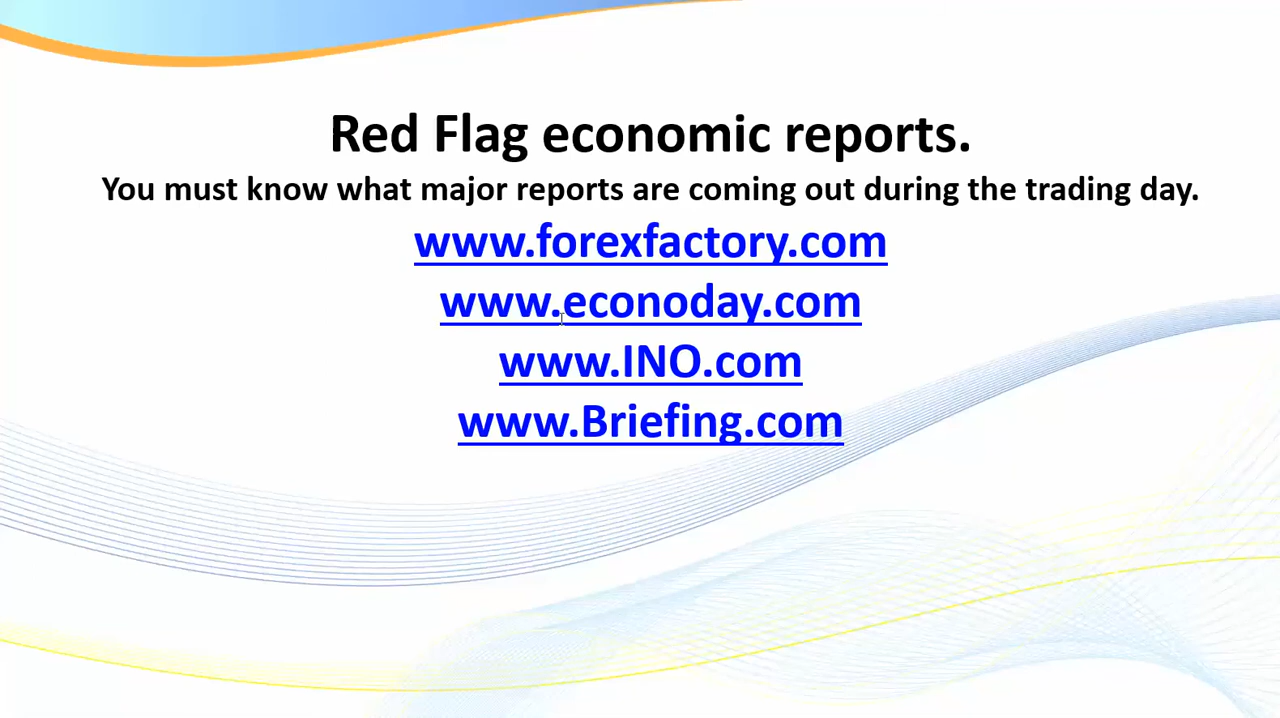 Red Flag economic reports.
You must know what major reports are coming out during the trading day.
www.forexfactory.com
www.econoday.com
www.INO.com
www.Briefing.com